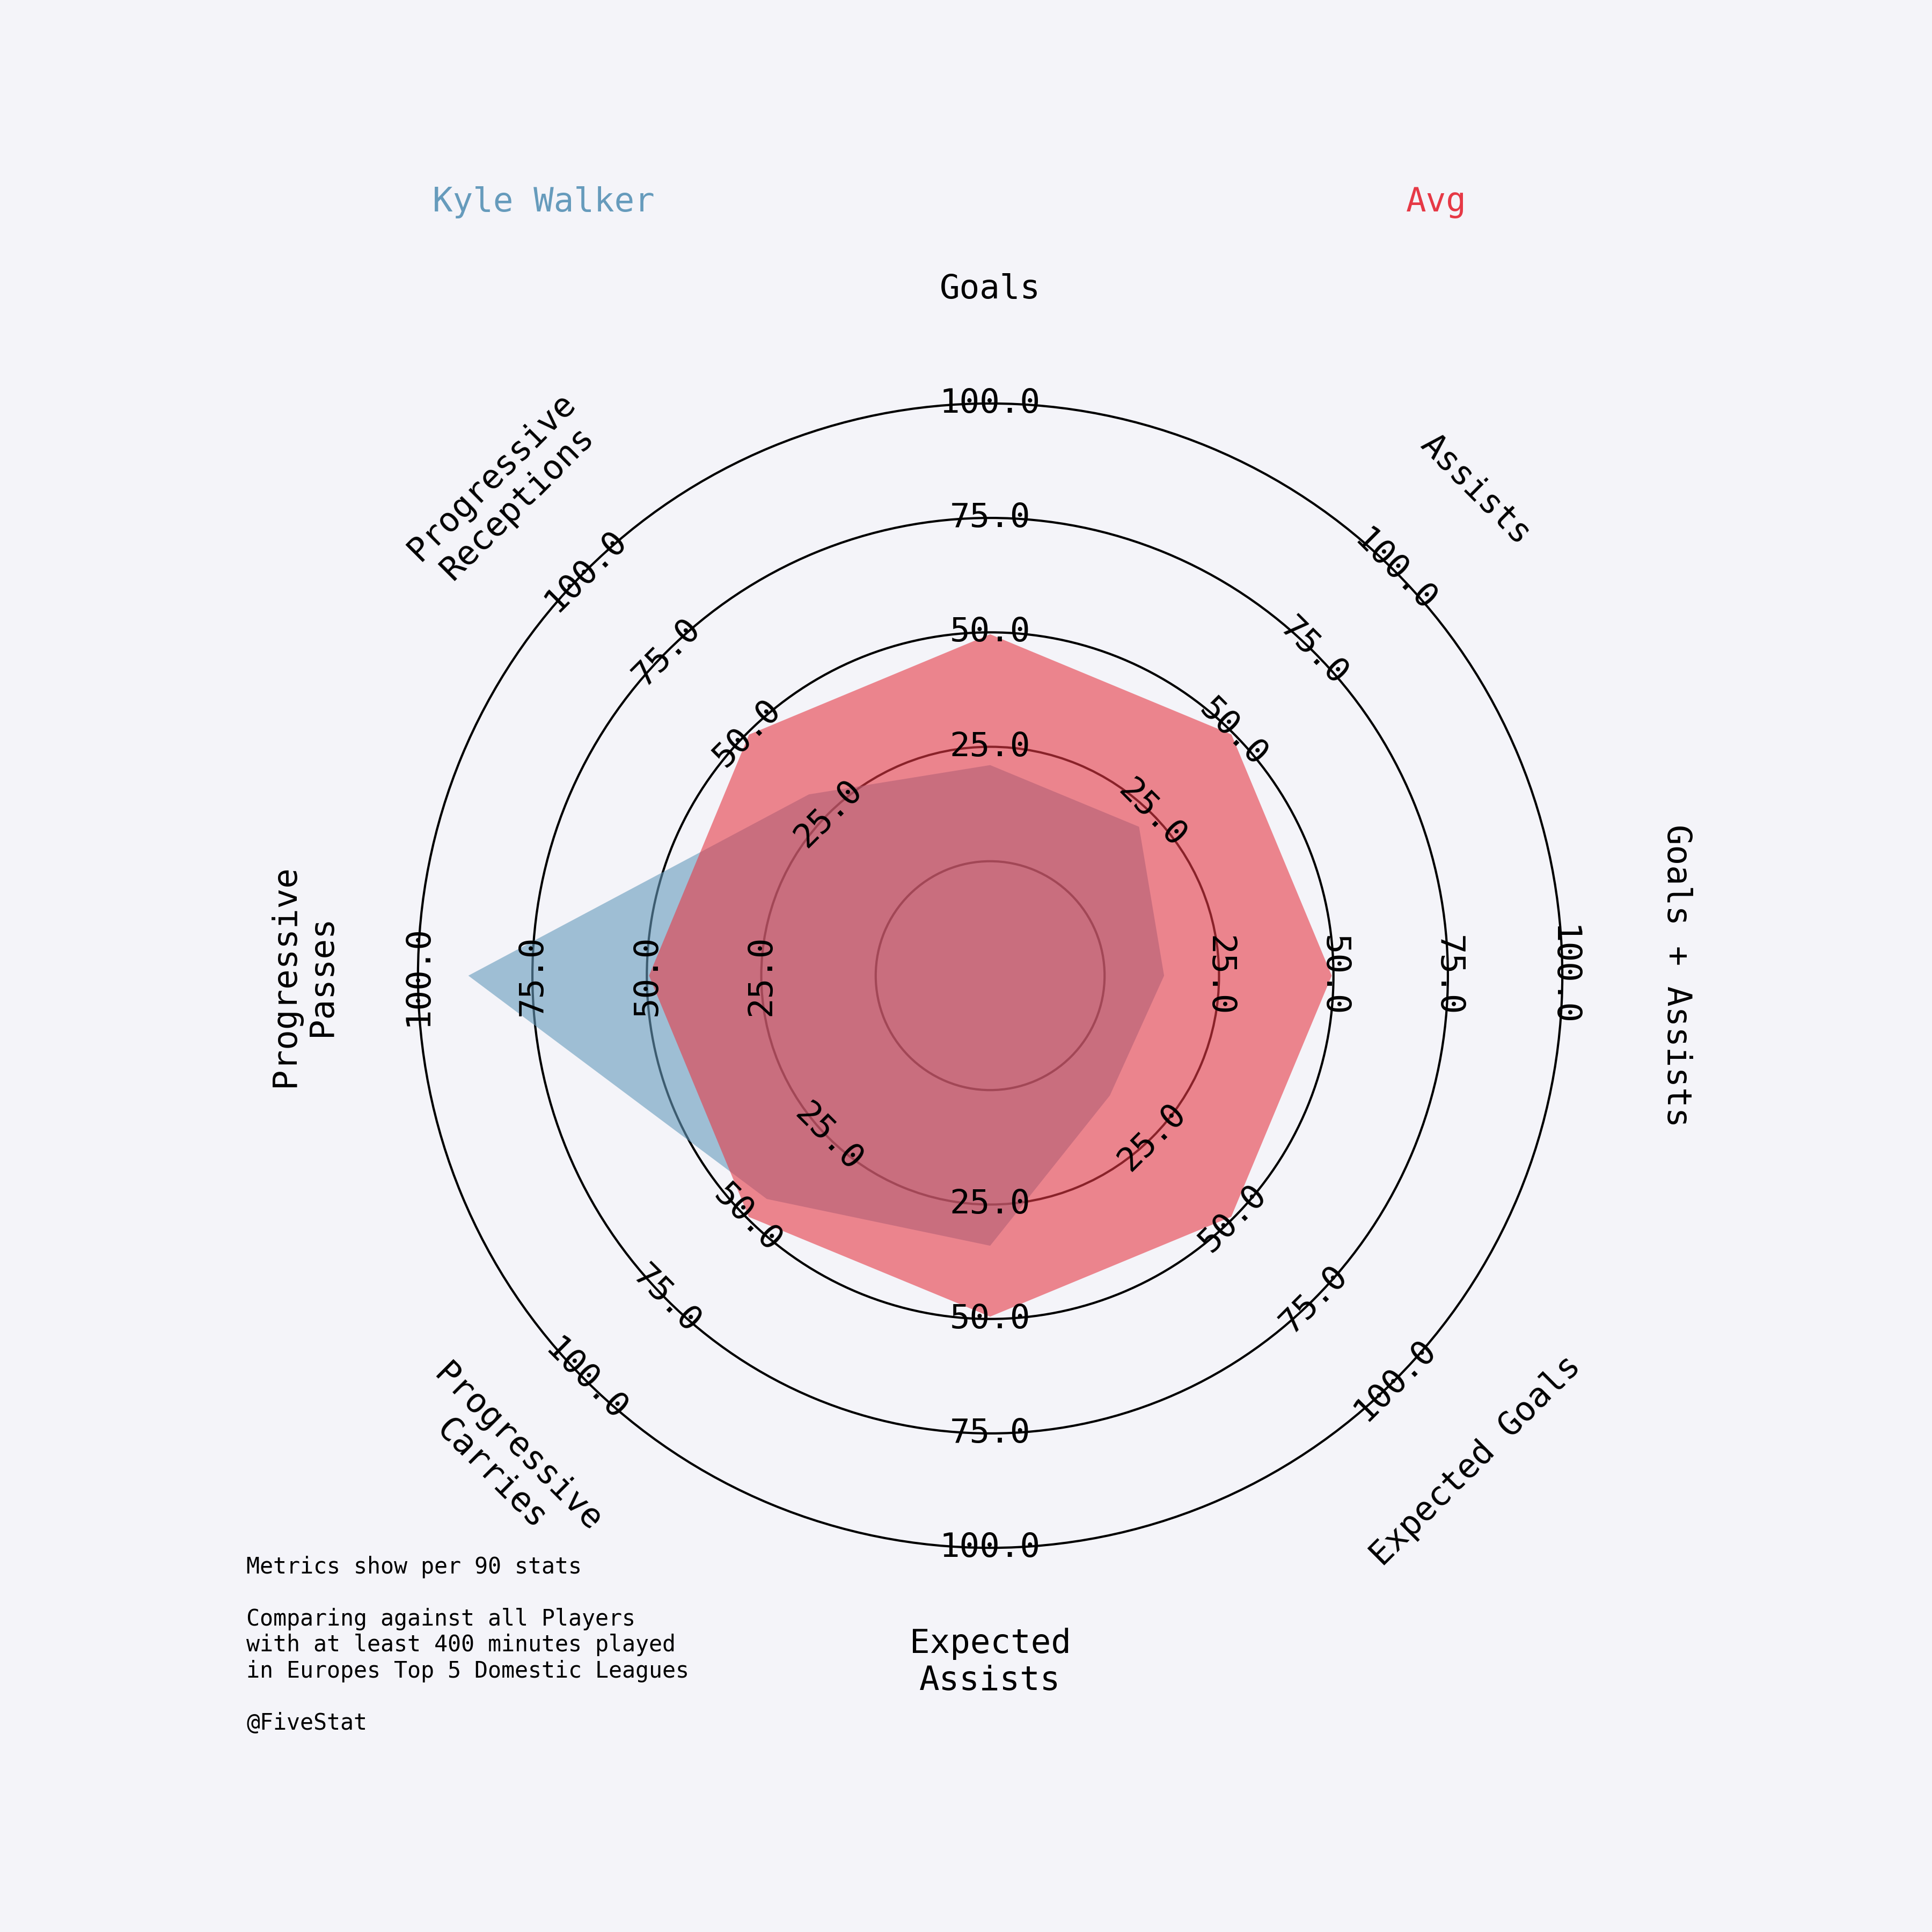 Kyle Walker
Avg
Goals
Assists
Goals + Assists
Expected Goals
Expected
Assists
Progressive
Carries
Progressive
Passes
Progressive
Receptions
25.0
50.0
75.0
100.0
25.0
50.0
75.0
100.0
25.0
50.0
75.0
100.0
25.0
50.0
75.0
100.0
25.0
50.0
75.0
100.0
25.0
50.0
75.0
100.0
25.0
50.0
75.0
100.0
25.0
50.0
75.0
100.0
Metrics show per 90 stats
Comparing against all Players
with at least 400 minutes played
in Europes Top 5 Domestic Leagues
@FiveStat